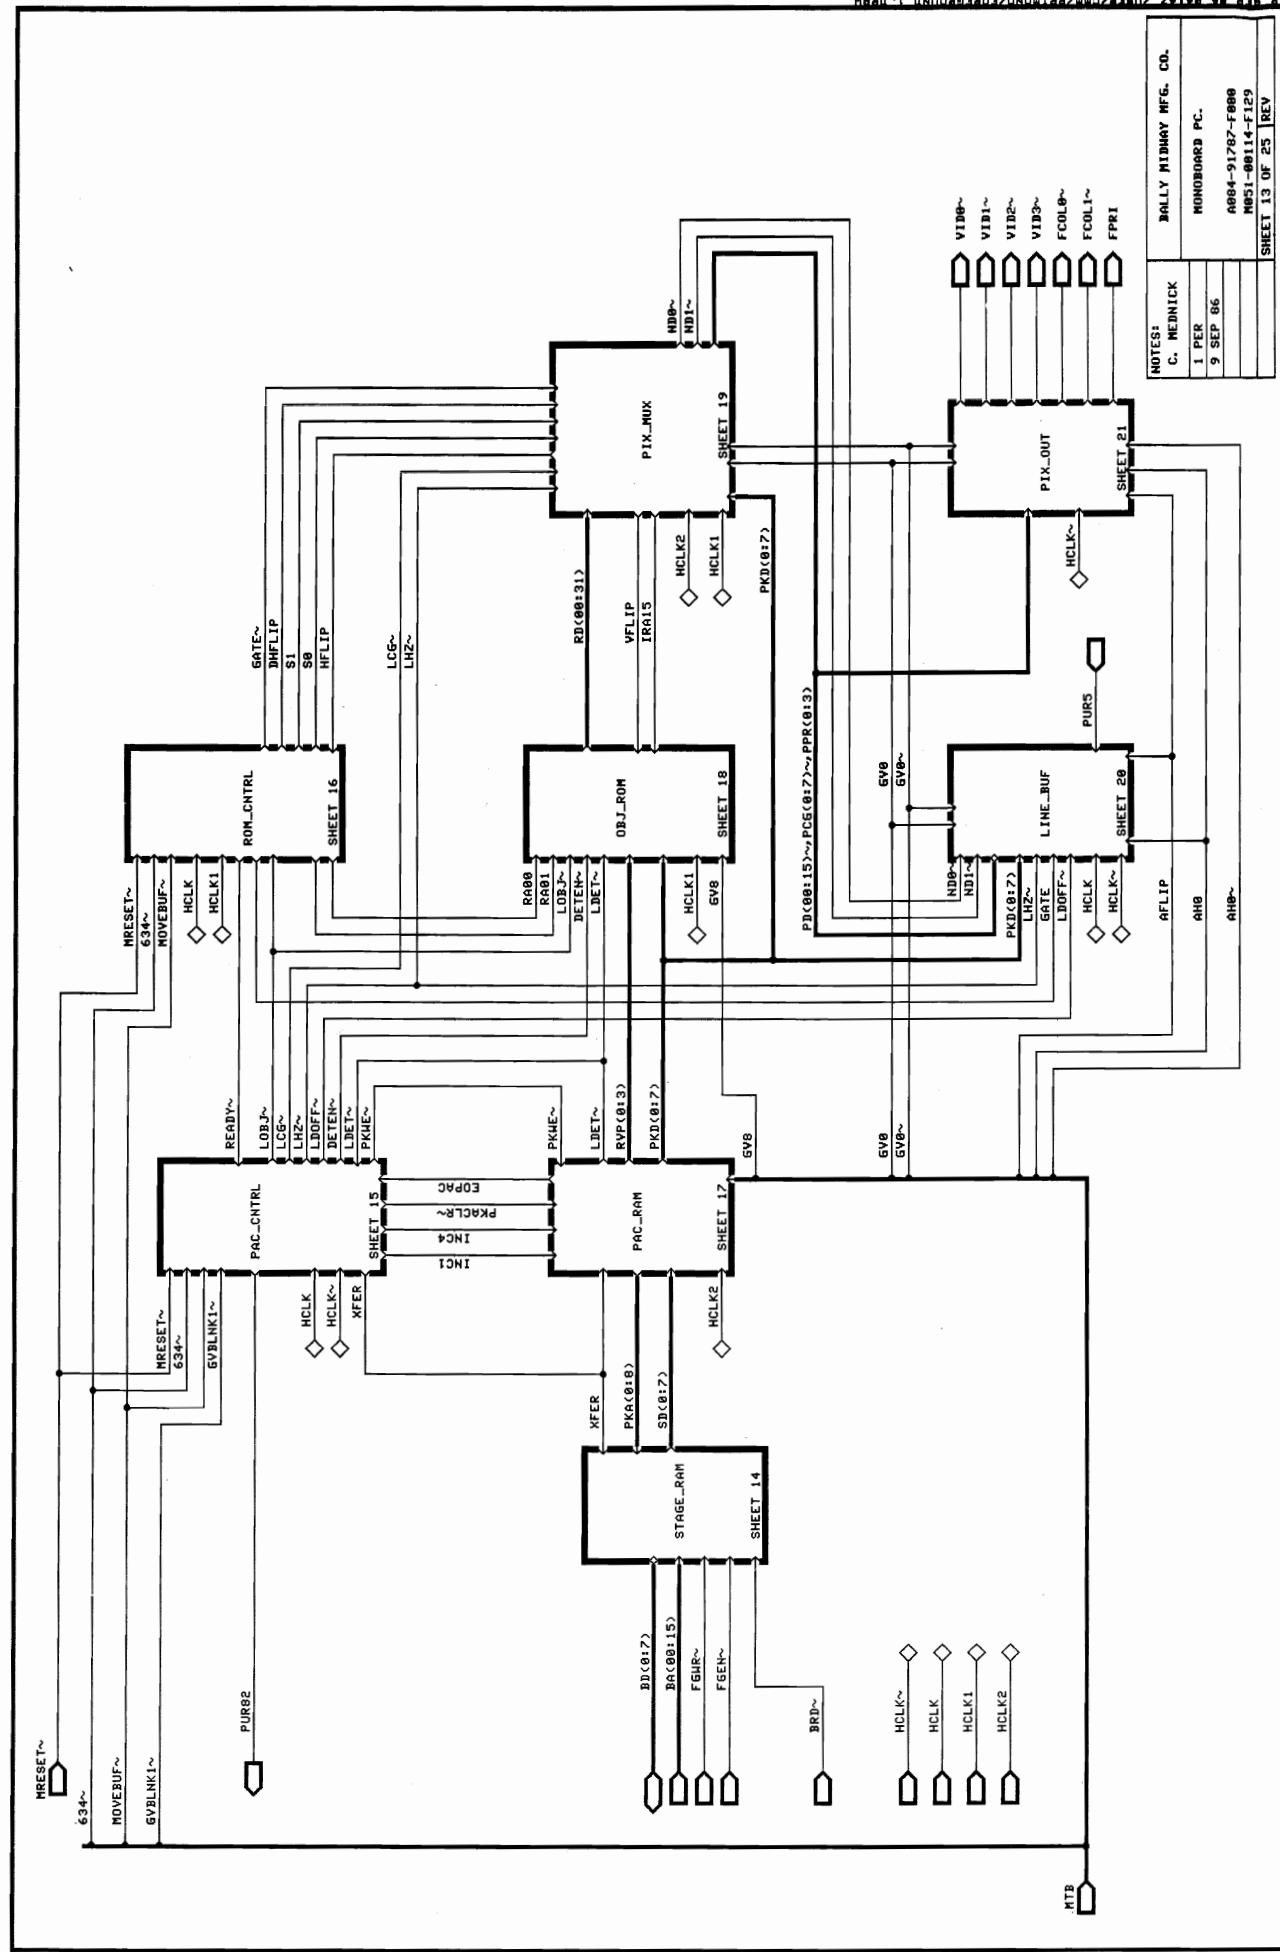 MRESET~
634~
MOVEBUF~
GVBLNK1~
PUR82
MTB
BD(0:7)
BA(00:15)
FGWR~
FGEN~
BRD~
HCLK~
HCLK
HCLK1
HCLK2
STAGE_RAM
SHEET 14
XFER
PKA(0:8)
SD(0:7)
MRESET~
634~
GVBLNK1~
HCLK
HCLK~
XFER
HCLK2
PAC_CNTRL
SHEET 15
INC1
INC4
PKACLR~
EOPAC
PAC_RAM
SHEET 17
READY~
LOBJ~
LCG~
LHZ~
LDOFF~
DETEN~
LDET~
PKWE~
PKWE~
LDET~
RVP(0:3)
PKD(0:7)
GV8
GV0
GV0~
MRESET~
634~
MOVEBUF~
HCLK
HCLK1
ROM_CNTRL
SHEET 16
RA00
RA01
LOBJ~
DETEN~
LDET~
HCLK1
GV8
OBJ_ROM
SHEET 18
ND0~
ND1~
PKD(0:7)
LHZ~
GATE
LDOFF~
HCLK
HCLK~
LINE_BUF
SHEET 20
AFLIP
AH0
AH0~
PUR5
GV0
GV0~
PD(00:15)~,PCG(0:7)~,PPR(0:3)
GATE~
DHFLIP
S1
S0
HFLIP
LCG~
LHZ~
RD(00:31)
VFLIP
IRA15
HCLK2
HCLK1
PKD(0:7)
PIX_MUX
SHEET 19
ND0~
ND1~
HCLK~
PIX_OUT
SHEET 21
VID0~
VID1~
VID2~
VID3~
FCOL0~
FCOL1~
FPRI
NOTES:
C. MEDNICK
1 PER
9 SEP 86
BALLY MIDWAY MFG. CO.
MONOBOARD PC.
A084-91787-F000
M051-00114-F129
SHEET 13 OF 25 REV